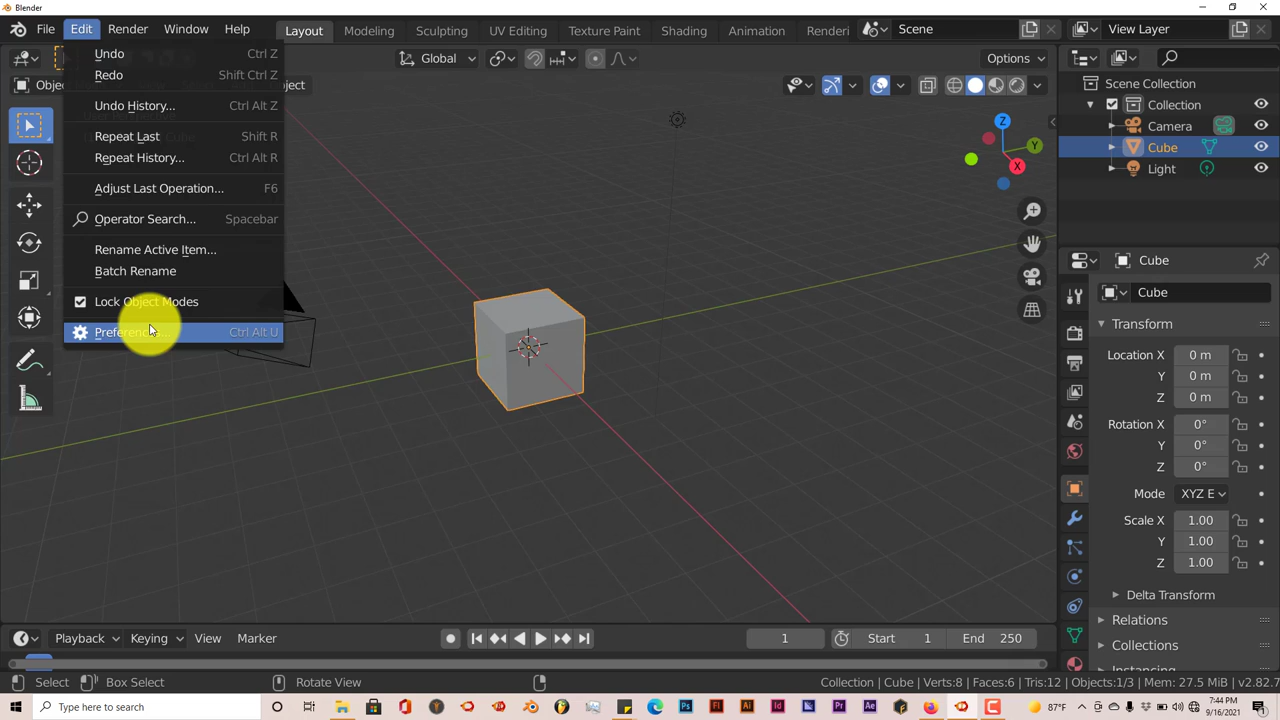 Blender
File Edit Render Window Help Layout Modeling Sculpting UV Editing Texture Paint Shading Animation Renderi Scene View Layer
Global Options
Undo Ctrl Z
Redo Shift Ctrl Z
Undo History... Ctrl Alt Z
Repeat Last Shift R
Repeat History... Ctrl Alt R
Adjust Last Operation... F6
Operator Search... Spacebar
Rename Active Item...
Batch Rename
Lock Object Modes
Preferences... Ctrl Alt U
Z
Y
X
Scene Collection
Collection
Camera
Cube
Light
Cube
Cube
Transform
Location X 0 m
Y 0 m
Z 0 m
Rotation X 0°
Y 0°
Z 0°
Mode XYZ E
Scale X 1.00
Y 1.00
Z 1.00
Delta Transform
Relations
Collections
Playback Keying View Marker 1 Start 1 End 250
Select Box Select Rotate View Collection | Cube | Verts:8 | Faces:6 | Tris:12 | Objects:1/3 | Mem: 27.5 MiB | v2.82.7
Type here to search 87°F 7:44 PM
9/16/2021